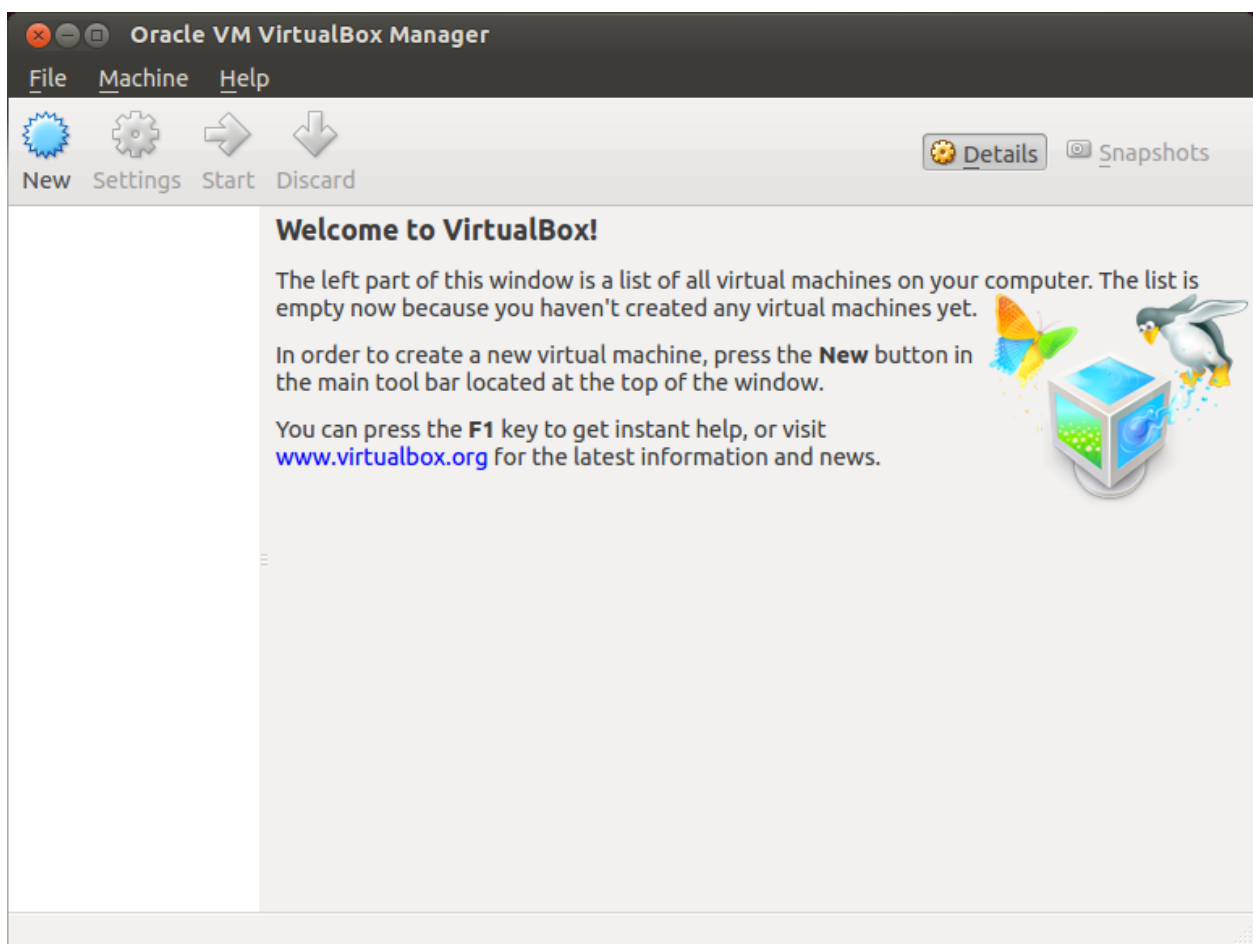 Oracle VM VirtualBox Manager
File Machine Help
New Settings Start Discard
Details Snapshots
Welcome to VirtualBox!
The left part of this window is a list of all virtual machines on your computer. The list is
empty now because you haven't created any virtual machines yet.
In order to create a new virtual machine, press the New button in
the main tool bar located at the top of the window.
You can press the F1 key to get instant help, or visit
www.virtualbox.org for the latest information and news.